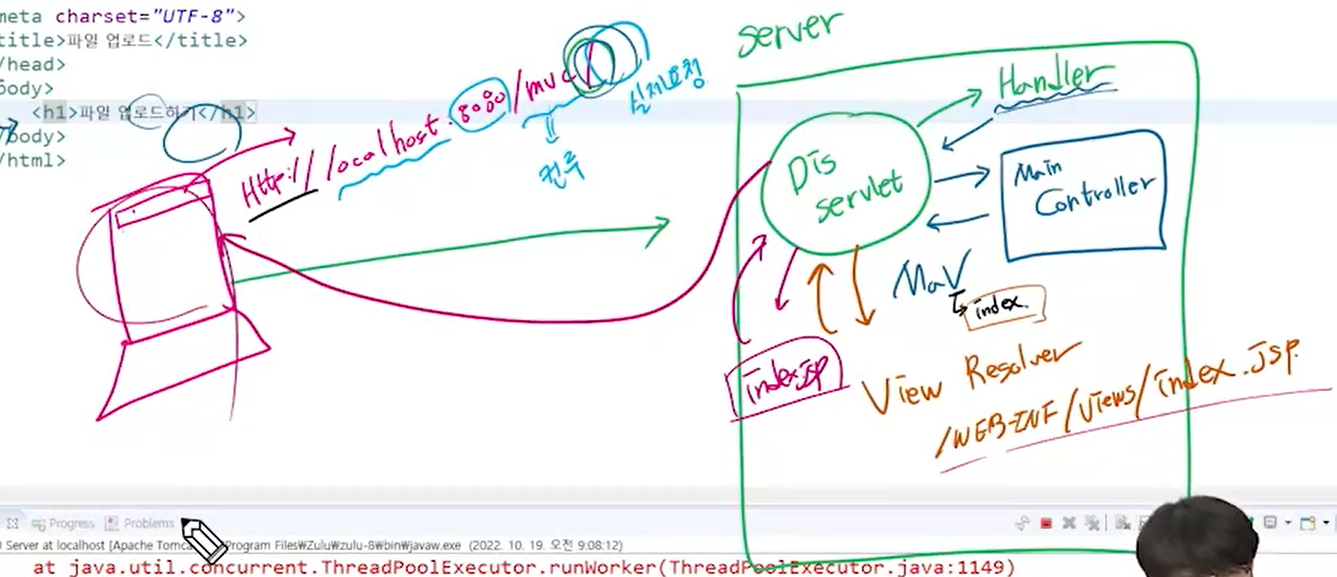 meta charset="UTF-8">
title>파일 업로드</title>
/head>
body>
<h1>파일 업로드하기</h1>
/body>
/html>
Http://localhost:8080/mvc/
실제요청
server
Handler
Dis
servlet
Main
Controller
MaV
index
index.jsp
View Resolver
/WEB-INF/views/index.jsp
Progress
Problems
Server at localhost [Apache Tomca
Program Files₩Zulu₩zulu-8₩bin₩javaw.exe (2022. 10. 19. 오전 9:08:12)
at java.util.concurrent.ThreadPoolExecutor.runWorker(ThreadPoolExecutor.java:1149)